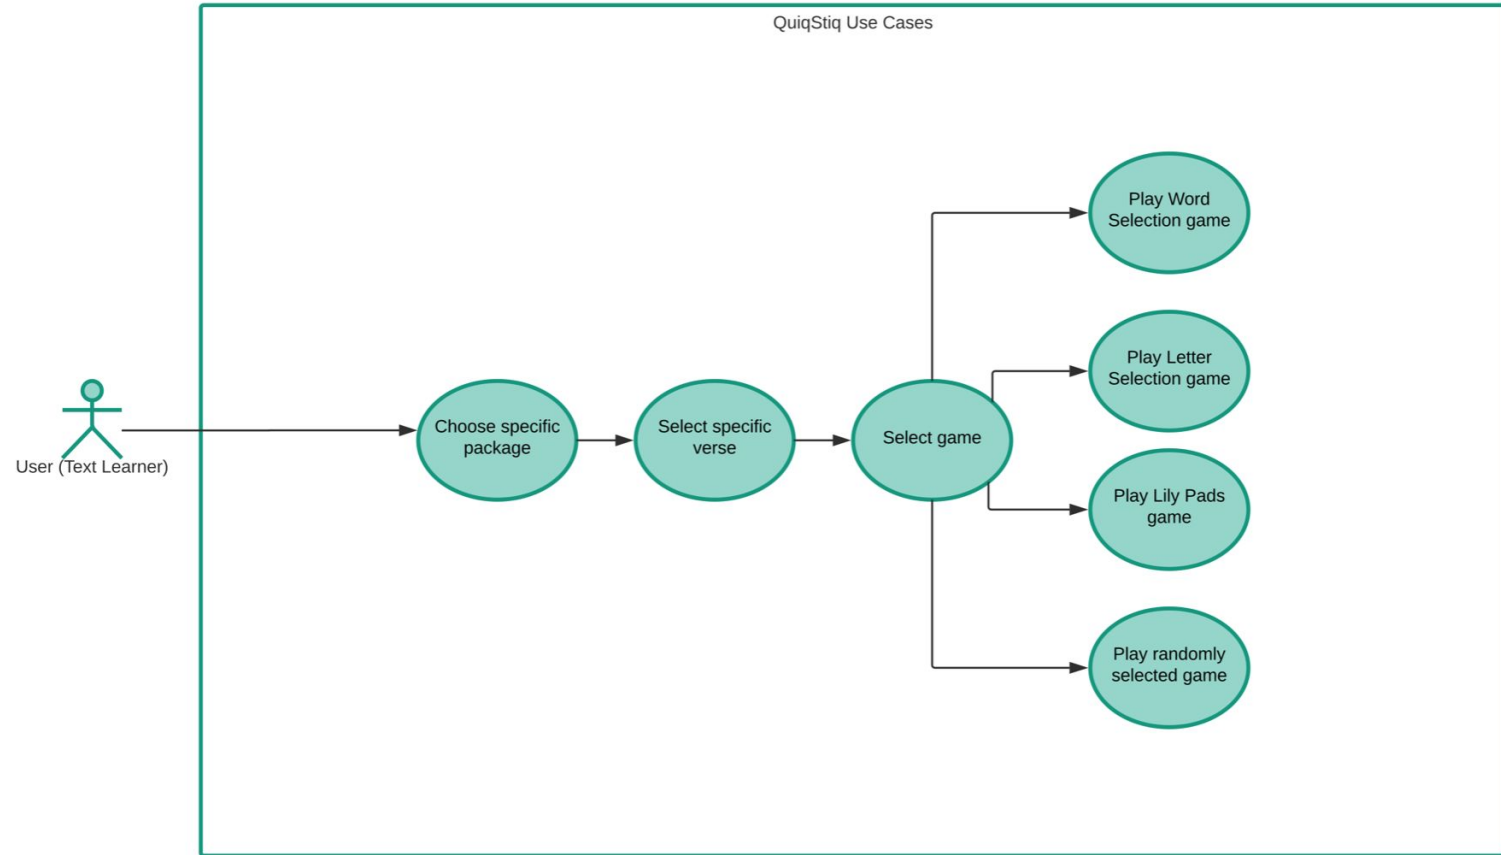 QuiqStiq Use Cases
Play Word
Selection game
Play Letter
Selection game
Choose specific
package
Select specific
verse
Select game
User (Text Learner)
Play Lily Pads
game
Play randomly
selected game